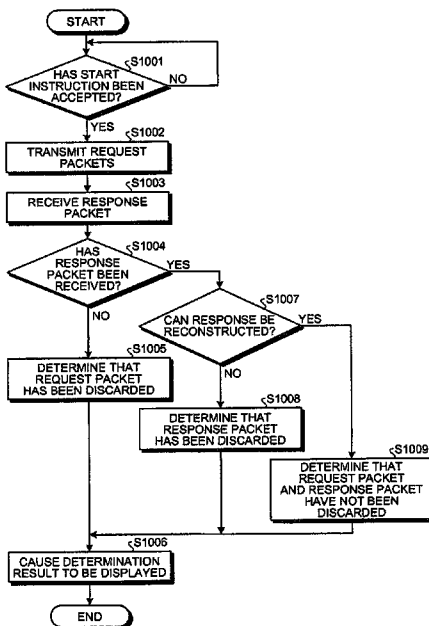 START
S1001
HAS START
INSTRUCTION BEEN
ACCEPTED?
NO
YES
S1002
TRANSMIT REQUEST
PACKETS
S1003
RECEIVE RESPONSE
PACKET
S1004
HAS
RESPONSE
PACKET BEEN
RECEIVED?
YES
NO
S1007
CAN RESPONSE BE
RECONSTRUCTED?
YES
NO
S1005
DETERMINE THAT
REQUEST PACKET
HAS BEEN DISCARDED
S1008
DETERMINE THAT
RESPONSE PACKET
HAS BEEN DISCARDED
S1009
DETERMINE THAT
REQUEST PACKET
AND RESPONSE PACKET
HAVE NOT BEEN
DISCARDED
S1006
CAUSE DETERMINATION
RESULT TO BE DISPLAYED
END